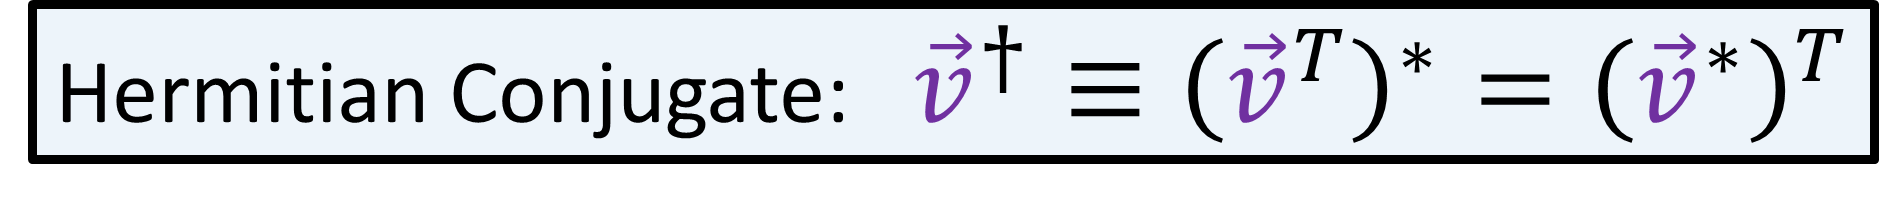 Hermitian Conjugate: v⃗† ≡ (v⃗ᵀ)* = (v⃗*)ᵀ